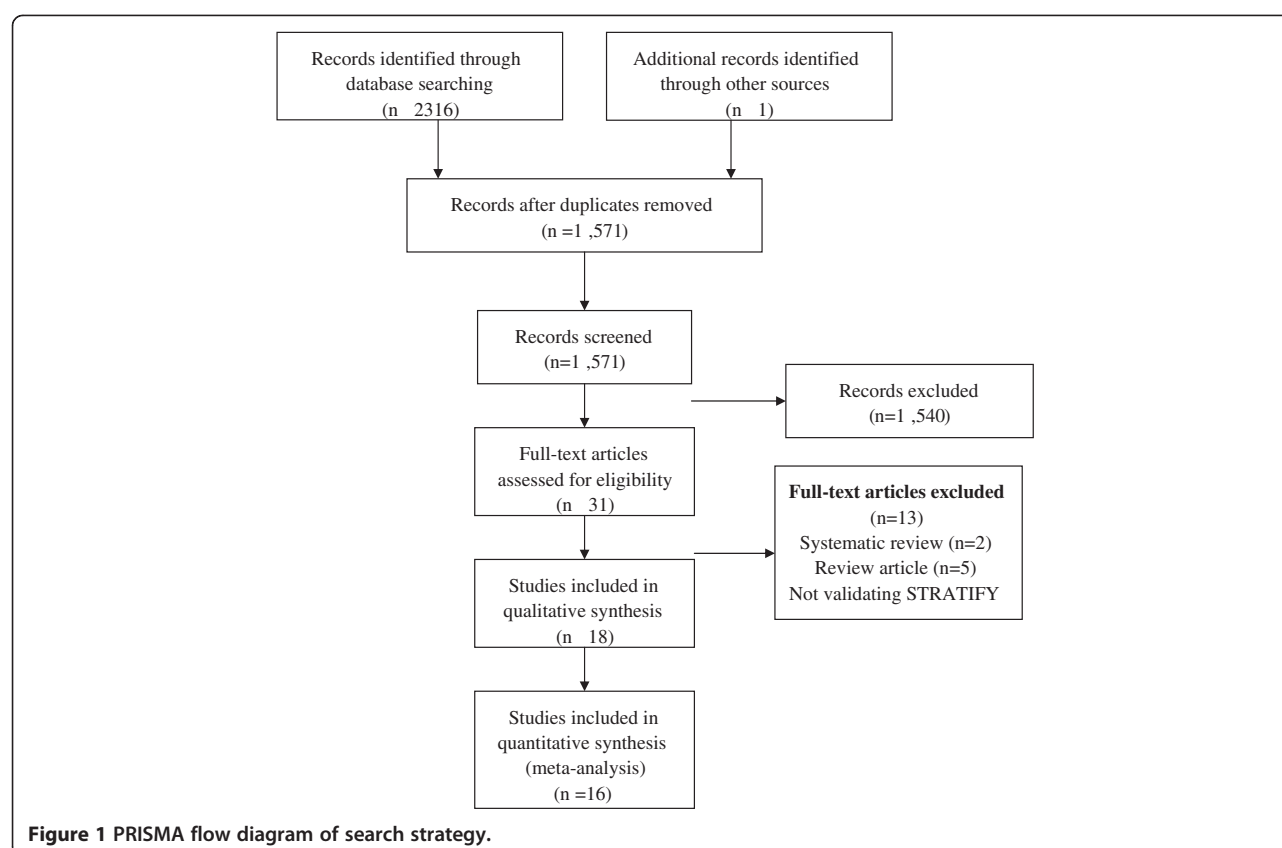 Records identified through
database searching
(n 2316)
Additional records identified
through other sources
(n 1)
Records after duplicates removed
(n =1 ,571)
Records screened
(n=1 ,571)
Records excluded
(n=1 ,540)
Full-text articles
assessed for eligibility
(n 31)
Full-text articles excluded
(n=13)
Systematic review (n=2)
Review article (n=5)
Not validating STRATIFY
Studies included in
qualitative synthesis
(n 18)
Studies included in
quantitative synthesis
(meta-analysis)
(n =16)
Figure 1 PRISMA flow diagram of search strategy.